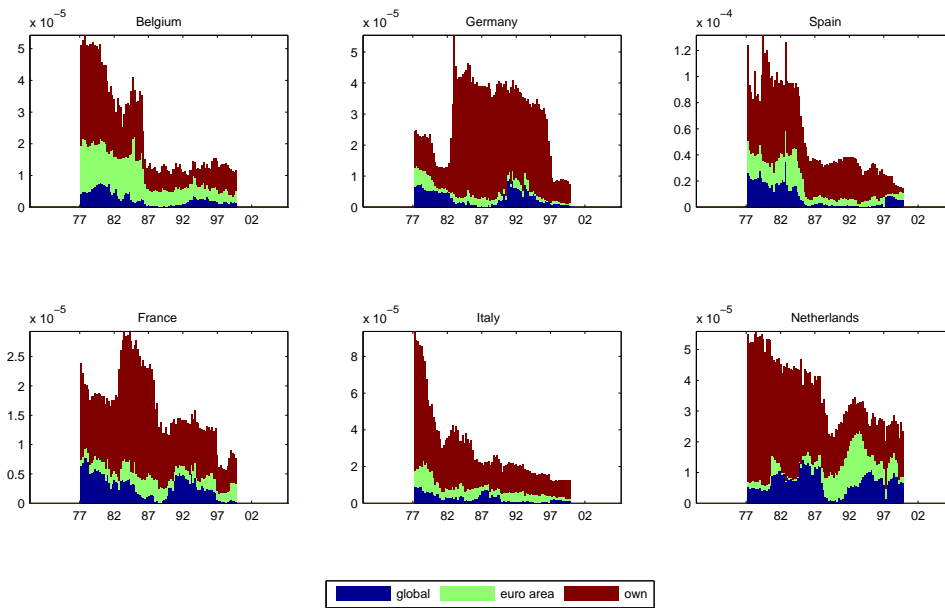 x 10^-5 Belgium
5
4
3
2
1
0
77 82 87 92 97 02
x 10^-5 Germany
5
4
3
2
1
0
77 82 87 92 97 02
x 10^-4 Spain
1.2
1
0.8
0.6
0.4
0.2
0
77 82 87 92 97 02
x 10^-5 France
2.5
2
1.5
1
0.5
0
77 82 87 92 97 02
x 10^-5 Italy
8
6
4
2
0
77 82 87 92 97 02
x 10^-5 Netherlands
5
4
3
2
1
0
77 82 87 92 97 02
global euro area own